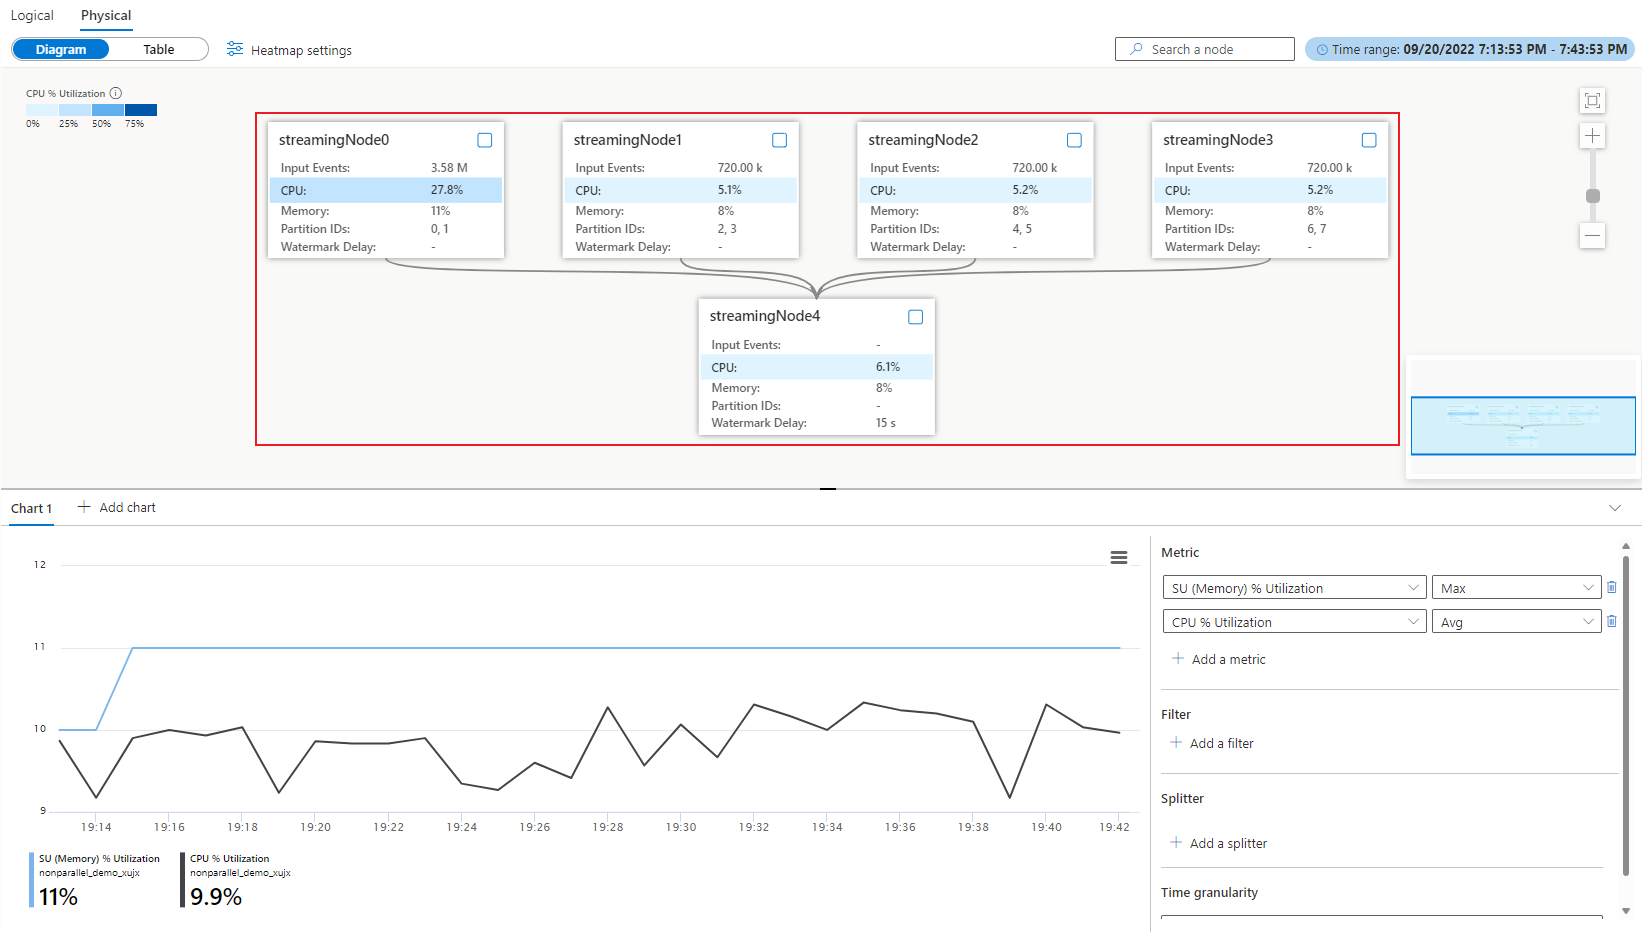 Logical Physical
Diagram Table Heatmap settings Search a node Time range: 09/20/2022 7:13:53 PM - 7:43:53 PM
CPU % Utilization
0% 25% 50% 75%
streamingNode0
Input Events: 3.58 M
CPU: 27.8%
Memory: 11%
Partition IDs: 0, 1
Watermark Delay: -
streamingNode1
Input Events: 720.00 k
CPU: 5.1%
Memory: 8%
Partition IDs: 2, 3
Watermark Delay: -
streamingNode2
Input Events: 720.00 k
CPU: 5.2%
Memory: 8%
Partition IDs: 4, 5
Watermark Delay: -
streamingNode3
Input Events: 720.00 k
CPU: 5.2%
Memory: 8%
Partition IDs: 6, 7
Watermark Delay: -
streamingNode4
Input Events: -
CPU: 6.1%
Memory: 8%
Partition IDs: -
Watermark Delay: 15 s
Chart 1 Add chart
12
11
10
9
19:14 19:16 19:18 19:20 19:22 19:24 19:26 19:28 19:30 19:32 19:34 19:36 19:38 19:40 19:42
SU (Memory) % Utilization
nonparallel_demo_xujx
11%
CPU % Utilization
nonparallel_demo_xujx
9.9%
Metric
SU (Memory) % Utilization Max
CPU % Utilization Avg
Add a metric
Filter
Add a filter
Splitter
Add a splitter
Time granularity